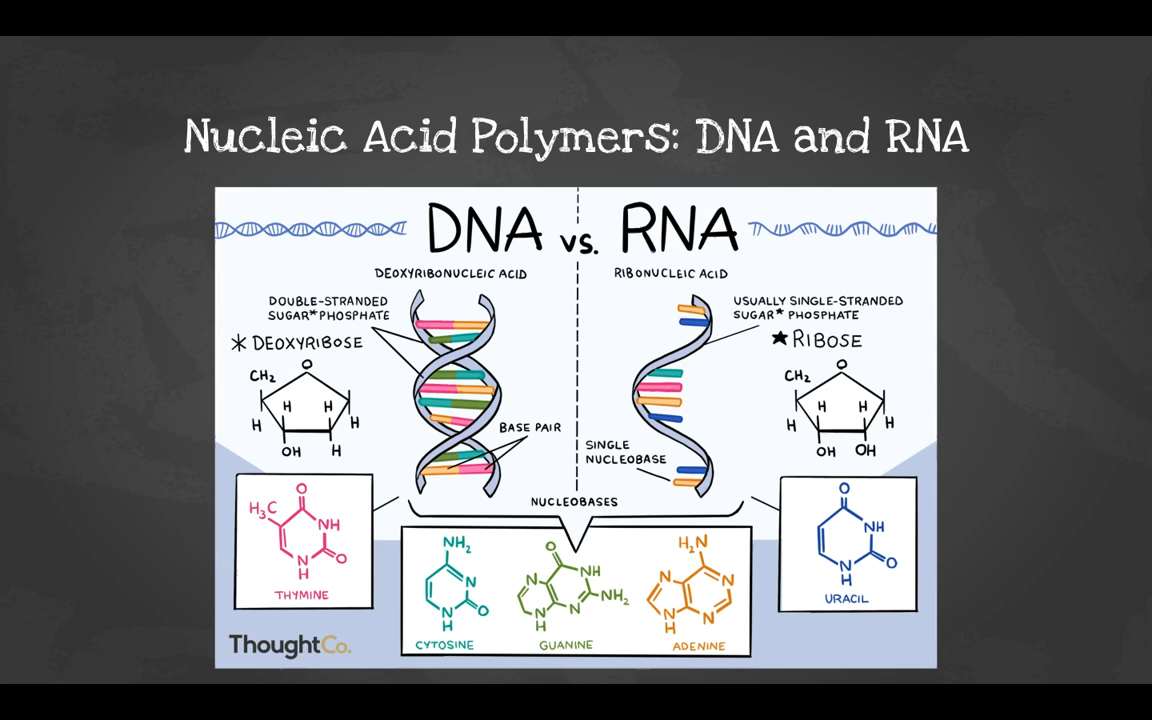 Nucleic Acid Polymers: DNA and RNA
DNA vs. RNA
DEOXYRIBONUCLEIC ACID
RIBONUCLEIC ACID
DOUBLE-STRANDED
SUGAR*PHOSPHATE
* DEOXYRIBOSE
O
CH₂
H
H
H
H
OH
H
BASE PAIR
USUALLY SINGLE-STRANDED
SUGAR* PHOSPHATE
★ RIBOSE
O
CH₂
H
H
H
H
OH
OH
SINGLE
NUCLEOBASE
NUCLEOBASES
O
H₃C
NH
N
H
O
THYMINE
NH₂
N
N
H
O
CYTOSINE
O
N
NH
N
H
N
NH₂
GUANINE
H₂N
N
N
N
H
N
ADENINE
O
NH
N
H
O
URACIL
ThoughtCo.